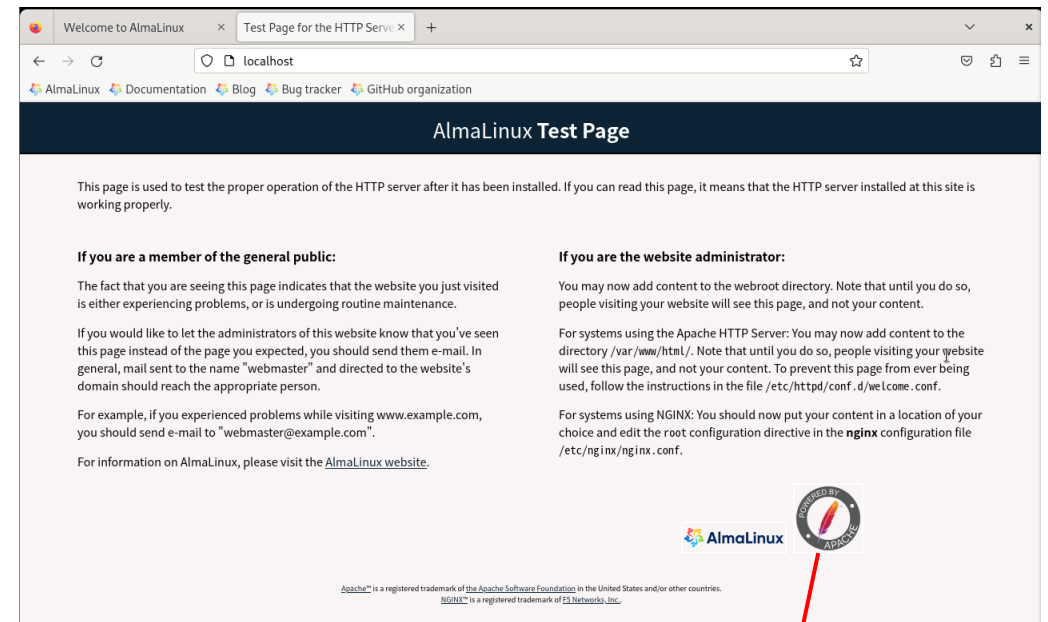 Welcome to AlmaLinux
Test Page for the HTTP Serve
localhost
AlmaLinux Documentation Blog Bug tracker GitHub organization
AlmaLinux Test Page
This page is used to test the proper operation of the HTTP server after it has been installed. If you can read this page, it means that the HTTP server installed at this site is
working properly.
If you are a member of the general public:
The fact that you are seeing this page indicates that the website you just visited
is either experiencing problems, or is undergoing routine maintenance.
If you would like to let the administrators of this website know that you've seen
this page instead of the page you expected, you should send them e-mail. In
general, mail sent to the name "webmaster" and directed to the website's
domain should reach the appropriate person.
For example, if you experienced problems while visiting www.example.com,
you should send e-mail to "webmaster@example.com".
For information on AlmaLinux, please visit the AlmaLinux website.
If you are the website administrator:
You may now add content to the webroot directory. Note that until you do so,
people visiting your website will see this page, and not your content.
For systems using the Apache HTTP Server: You may now add content to the
directory /var/www/html/. Note that until you do so, people visiting your website
will see this page, and not your content. To prevent this page from ever being
used, follow the instructions in the file /etc/httpd/conf.d/welcome.conf.
For systems using NGINX: You should now put your content in a location of your
choice and edit the root configuration directive in the nginx configuration file
/etc/nginx/nginx.conf.
AlmaLinux
POWERED BY
APACHE
Apache™ is a registered trademark of the Apache Software Foundation in the United States and/or other countries.
NGINX™ is a registered trademark of F5 Networks, Inc..